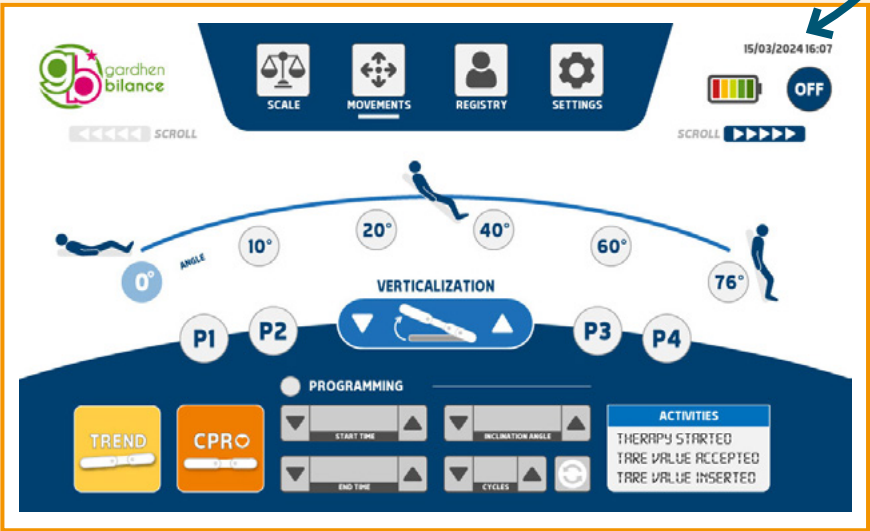 gb gardhen
bilance
SCALE
MOVEMENTS
REGISTRY
SETTINGS
15/03/2024 16:07
OFF
SCROLL
SCROLL
0°
ANGLE
10°
20°
40°
60°
76°
VERTICALIZATION
P1
P2
P3
P4
PROGRAMMING
TREND
CPR
START TIME
INCLINATION ANGLE
END TIME
CYCLES
ACTIVITIES
THERAPY STARTED
TARE VALUE ACCEPTED
TARE VALUE INSERTED